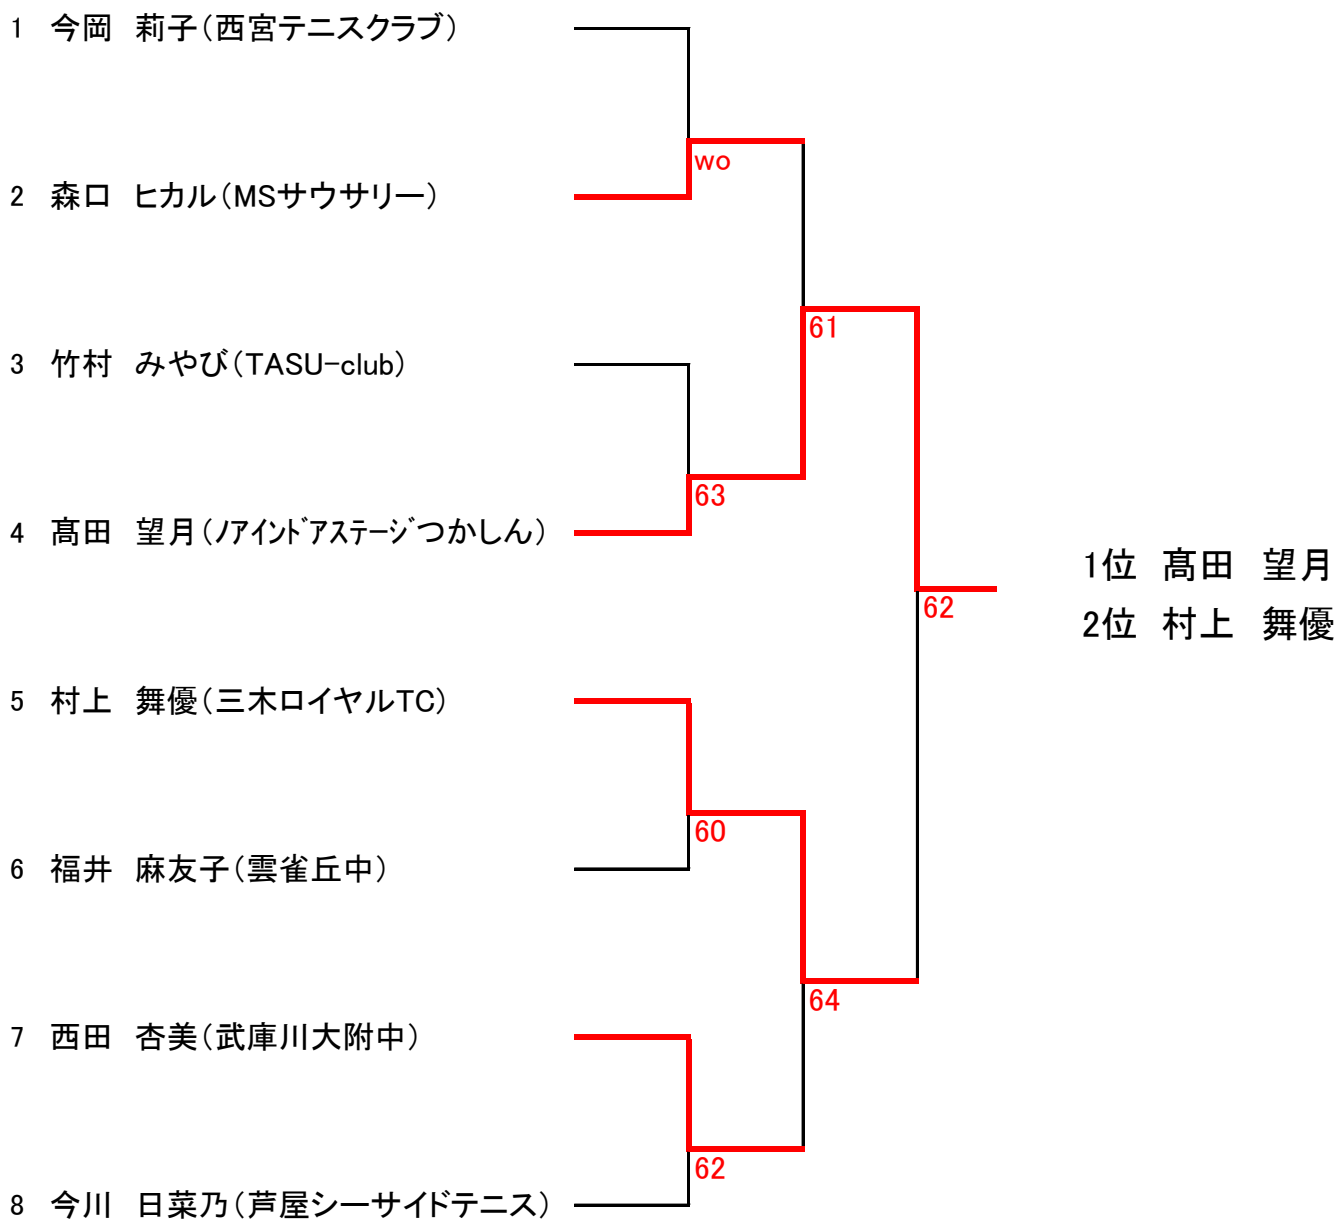 1 今岡 莉子(西宮テニスクラブ)
wo
2 森口 ヒカル(MSサウサリー)
61
3 竹村 みやび(TASU-club)
63
4 髙田 望月(ﾉｱｲﾝﾄﾞｱｽﾃｰｼﾞつかしん)
1位 髙田 望月
62
2位 村上 舞優
5 村上 舞優(三木ロイヤルTC)
60
6 福井 麻友子(雲雀丘中)
64
7 西田 杏美(武庫川大附中)
62
8 今川 日菜乃(芦屋シーサイドテニス)